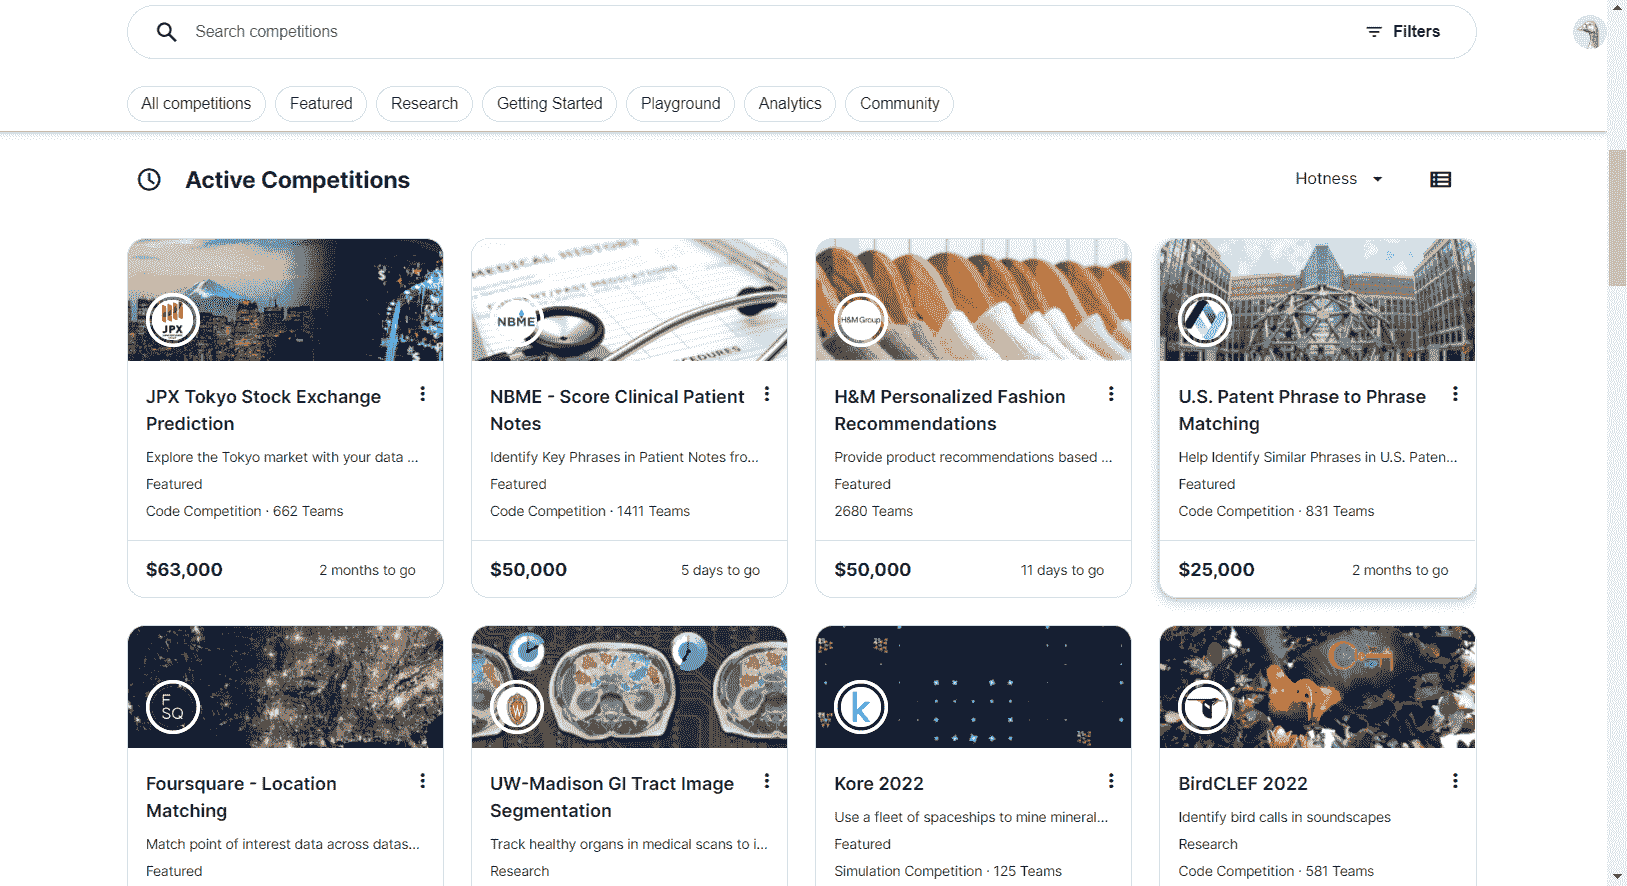 Search competitions
Filters
All competitions
Featured
Research
Getting Started
Playground
Analytics
Community
Active Competitions
Hotness
JPX
JPX Tokyo Stock Exchange
Prediction
Explore the Tokyo market with your data ...
Featured
Code Competition · 662 Teams
$63,000
2 months to go
MEDICAL HISTORY
NBME
NBME - Score Clinical Patient
Notes
Identify Key Phrases in Patient Notes fro...
Featured
Code Competition · 1411 Teams
$50,000
5 days to go
H&M Group
H&M Personalized Fashion
Recommendations
Provide product recommendations based ...
Featured
2680 Teams
$50,000
11 days to go
U.S. Patent Phrase to Phrase
Matching
Help Identify Similar Phrases in U.S. Paten...
Featured
Code Competition · 831 Teams
$25,000
2 months to go
F
SQ
Foursquare - Location
Matching
Match point of interest data across datas...
Featured
UW-Madison GI Tract Image
Segmentation
Track healthy organs in medical scans to i...
Research
k
Kore 2022
Use a fleet of spaceships to mine mineral...
Featured
Simulation Competition · 125 Teams
BirdCLEF 2022
Identify bird calls in soundscapes
Research
Code Competition · 581 Teams